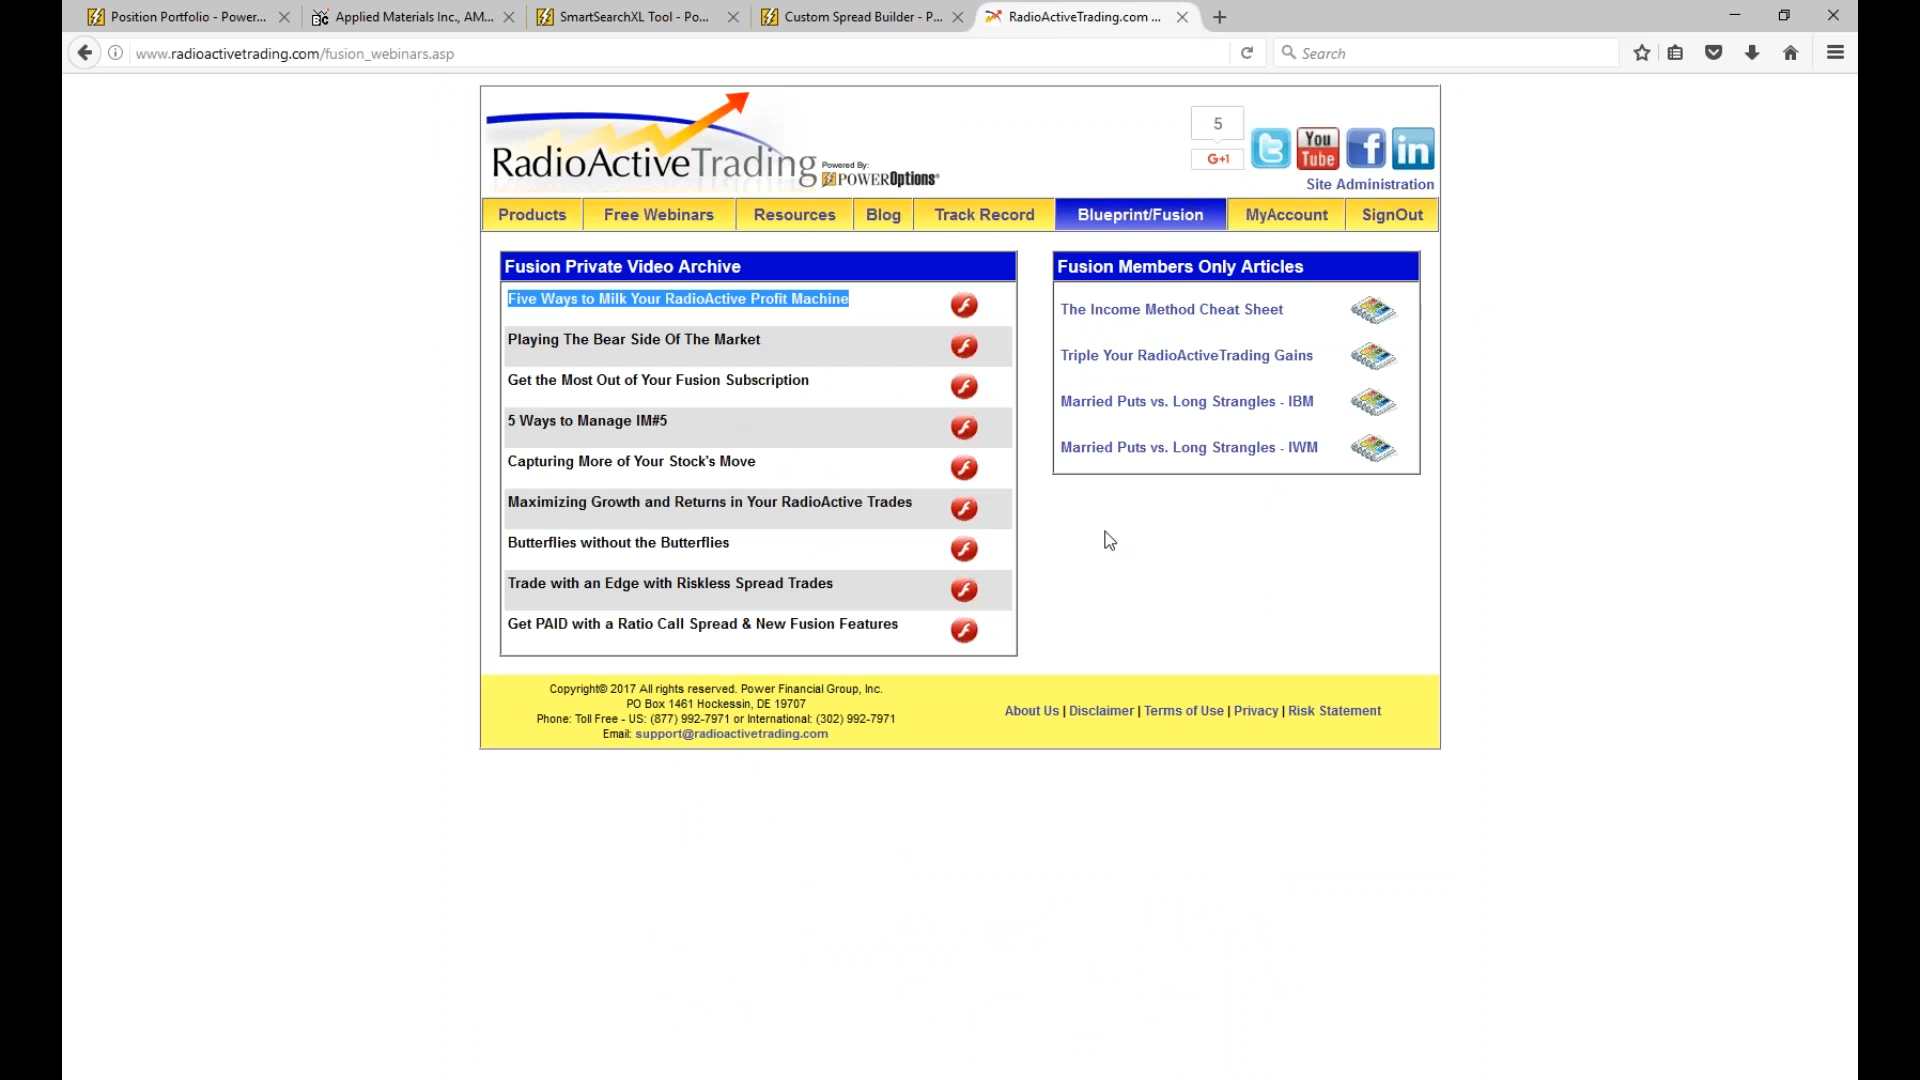 Position Portfolio - Power...
Applied Materials Inc., AM...
SmartSearchXL Tool - Po...
Custom Spread Builder - P...
RadioActiveTrading.com ...
www.radioactivetrading.com/fusion_webinars.asp
Search
RadioActiveTrading
Powered By:
POWEROptions®
5
G+1
You
Tube
f
in
Site Administration
Products
Free Webinars
Resources
Blog
Track Record
Blueprint/Fusion
MyAccount
SignOut
Fusion Private Video Archive
Five Ways to Milk Your RadioActive Profit Machine
Playing The Bear Side Of The Market
Get the Most Out of Your Fusion Subscription
5 Ways to Manage IM#5
Capturing More of Your Stock's Move
Maximizing Growth and Returns in Your RadioActive Trades
Butterflies without the Butterflies
Trade with an Edge with Riskless Spread Trades
Get PAID with a Ratio Call Spread & New Fusion Features
Fusion Members Only Articles
The Income Method Cheat Sheet
Triple Your RadioActiveTrading Gains
Married Puts vs. Long Strangles - IBM
Married Puts vs. Long Strangles - IWM
Copyright© 2017 All rights reserved. Power Financial Group, Inc.
PO Box 1461 Hockessin, DE 19707
Phone: Toll Free - US: (877) 992-7971 or International: (302) 992-7971
Email: support@radioactivetrading.com
About Us | Disclaimer | Terms of Use | Privacy | Risk Statement